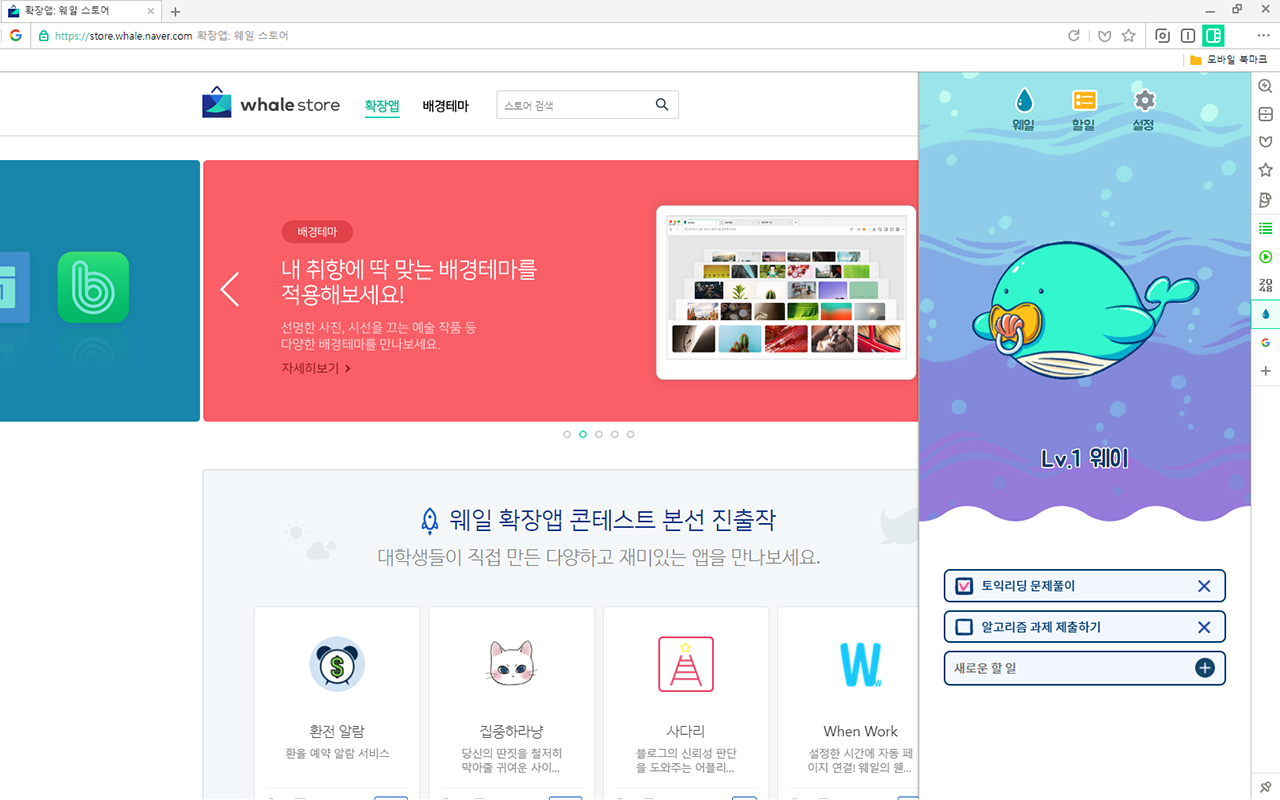 확장앱: 웨일 스토어
https://store.whale.naver.com 확장앱: 웨일 스토어
모바일 북마크
whale store
확장앱
배경테마
스토어 검색
배경테마
내 취향에 딱 맞는 배경테마를
적용해보세요!
선명한 사진, 시선을 끄는 예술 작품 등
다양한 배경테마를 만나보세요.
자세히보기
웨일 확장앱 콘테스트 본선 진출작
대학생들이 직접 만든 다양하고 재미있는 앱을 만나보세요.
환전 알람
환율 예약 알람 서비스
집중하라냥
당신의 딴짓을 철저히
막아줄 귀여운 사이...
사다리
블로그의 신뢰성 판단
을 도와주는 어플리...
When Work
설정한 시간에 자동 페
이지 연결! 웨일의 웬...
웨일
할일
설정
Lv.1 웨이
토익리딩 문제풀이
알고리즘 과제 제출하기
새로운 할 일
20
48